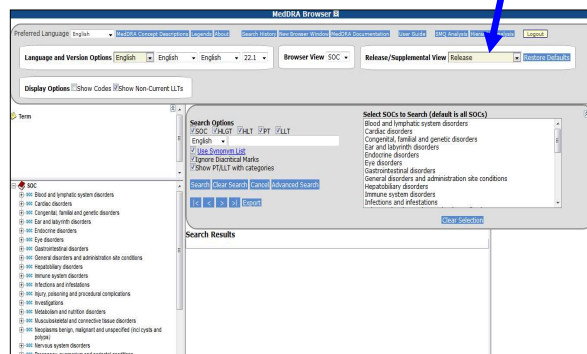 MedDRA Browser
Preferred Language English MedDRA Concept Descriptions Legends About Search History New Browser Window MedDRA Documentation User Guide SMQ Analysis Logout
Language and Version Options English English English 22.1 Browser View SOC Release/Supplemental View Release Restore Defaults
Display Options Show Codes Show Non-Current LLTs
Term
Search Options
SOC HLGT HLT PT LLT
English
Use Synonym List
Ignore Diacritical Marks
Show PT/LLT with categories
Search Clear Search Cancel Advanced Search
|< < > >| Export
Select SOCs to Search (default is all SOCs)
Blood and lymphatic system disorders
Cardiac disorders
Congenital, familial and genetic disorders
Ear and labyrinth disorders
Endocrine disorders
Eye disorders
Gastrointestinal disorders
General disorders and administration site conditions
Hepatobiliary disorders
Immune system disorders
Infections and infestations
Clear Selection
Search Results
SOC
Blood and lymphatic system disorders
Cardiac disorders
Congenital, familial and genetic disorders
Ear and labyrinth disorders
Endocrine disorders
Eye disorders
Gastrointestinal disorders
General disorders and administration site conditions
Hepatobiliary disorders
Immune system disorders
Infections and infestations
Injury, poisoning and procedural complications
Investigations
Metabolism and nutrition disorders
Musculoskeletal and connective tissue disorders
Neoplasms benign, malignant and unspecified (incl cysts and
polyps)
Nervous system disorders